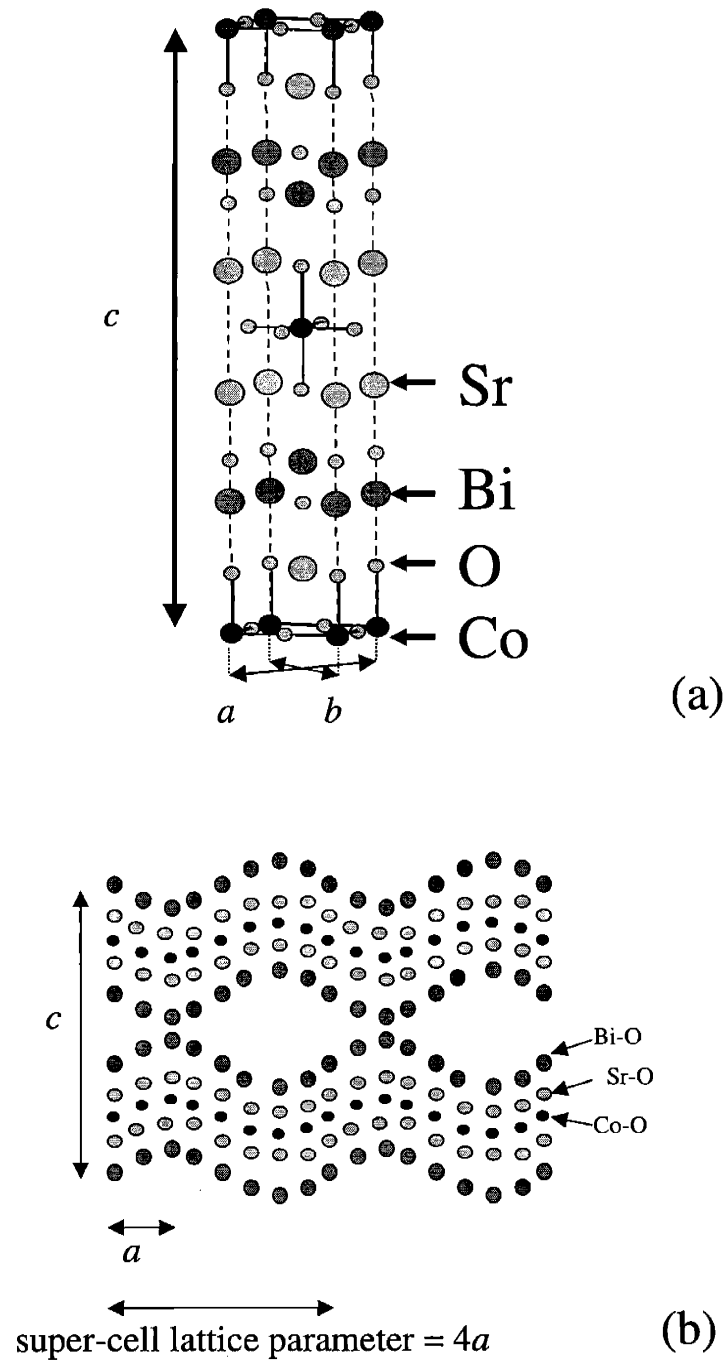 c
Sr
Bi
O
Co
a
b
(a)
c
Bi-O
Sr-O
Co-O
a
super-cell lattice parameter = 4a
(b)